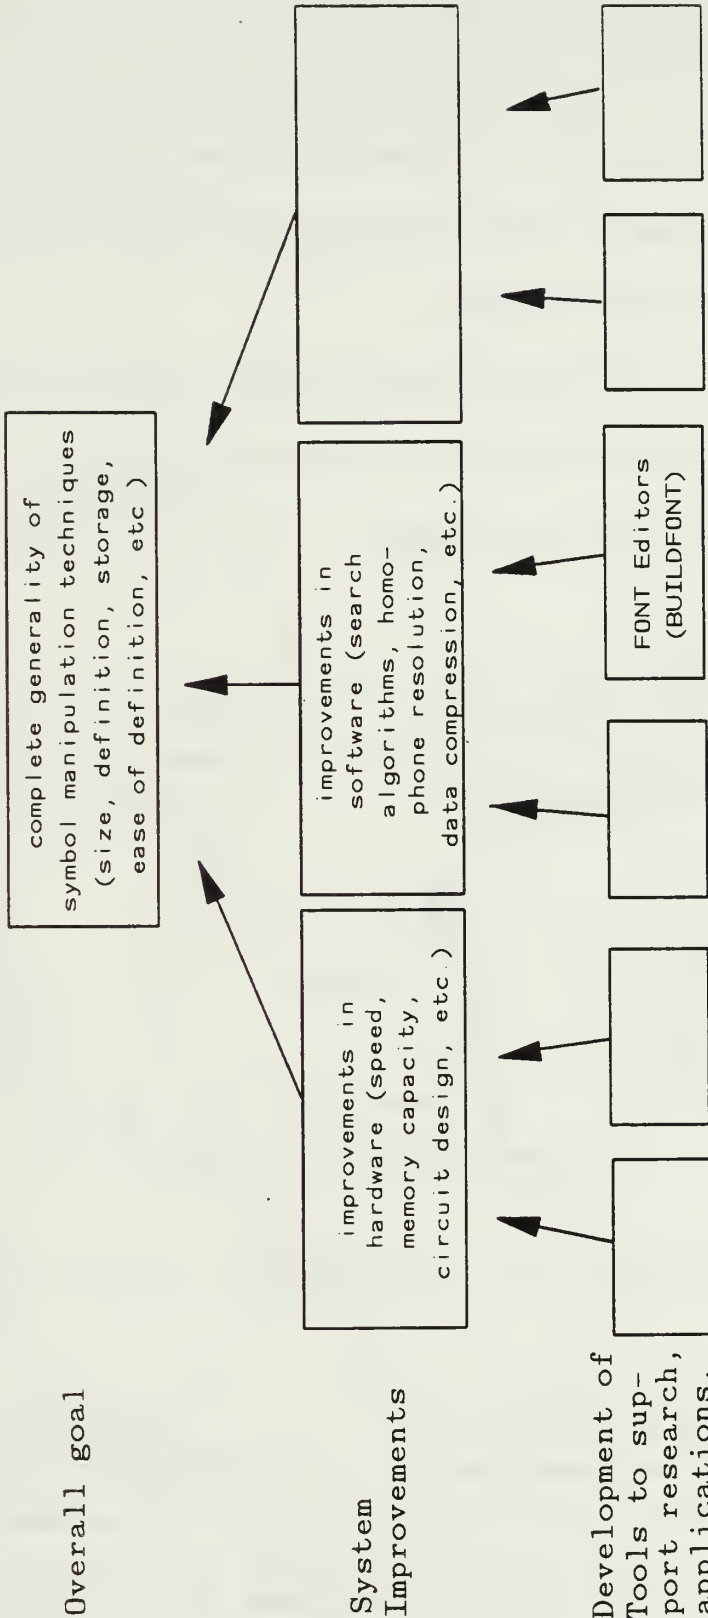 Overall goal
complete generality of
symbol manipulation techniques
(size, definition, storage,
ease of definition, etc )
System
Improvements
improvements in
hardware (speed,
memory capacity,
circuit design, etc.)
improvements in
software (search
algorithms, homo-
phone resolution,
data compression, etc.)
Development of
Tools to sup-
port research,
applications.
FONT Editors
(BUILDFONT)